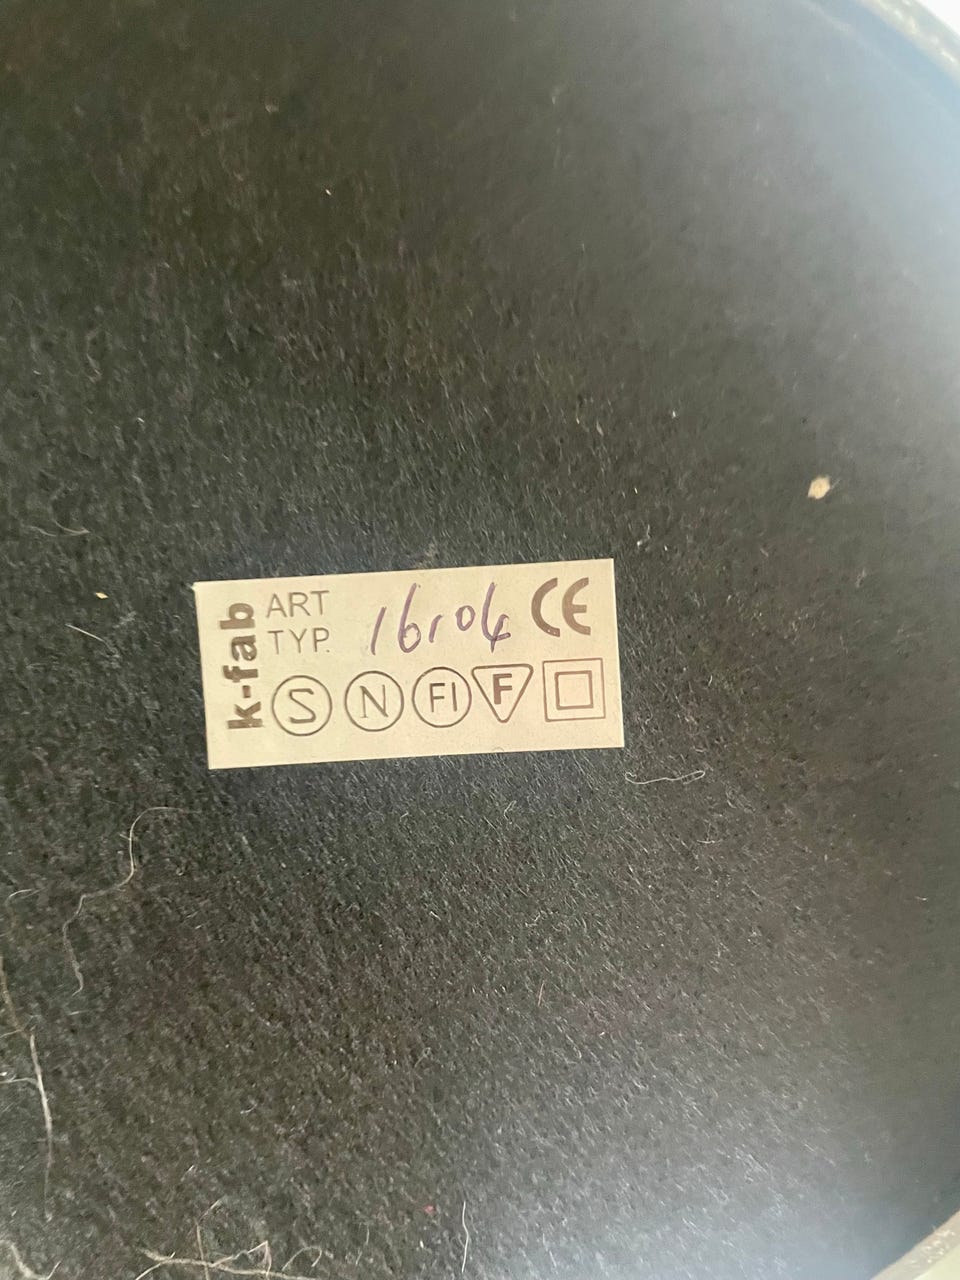 k-fab
ART
TYP. 16104 CE
S N FI F